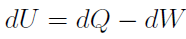 dU = dQ − dW